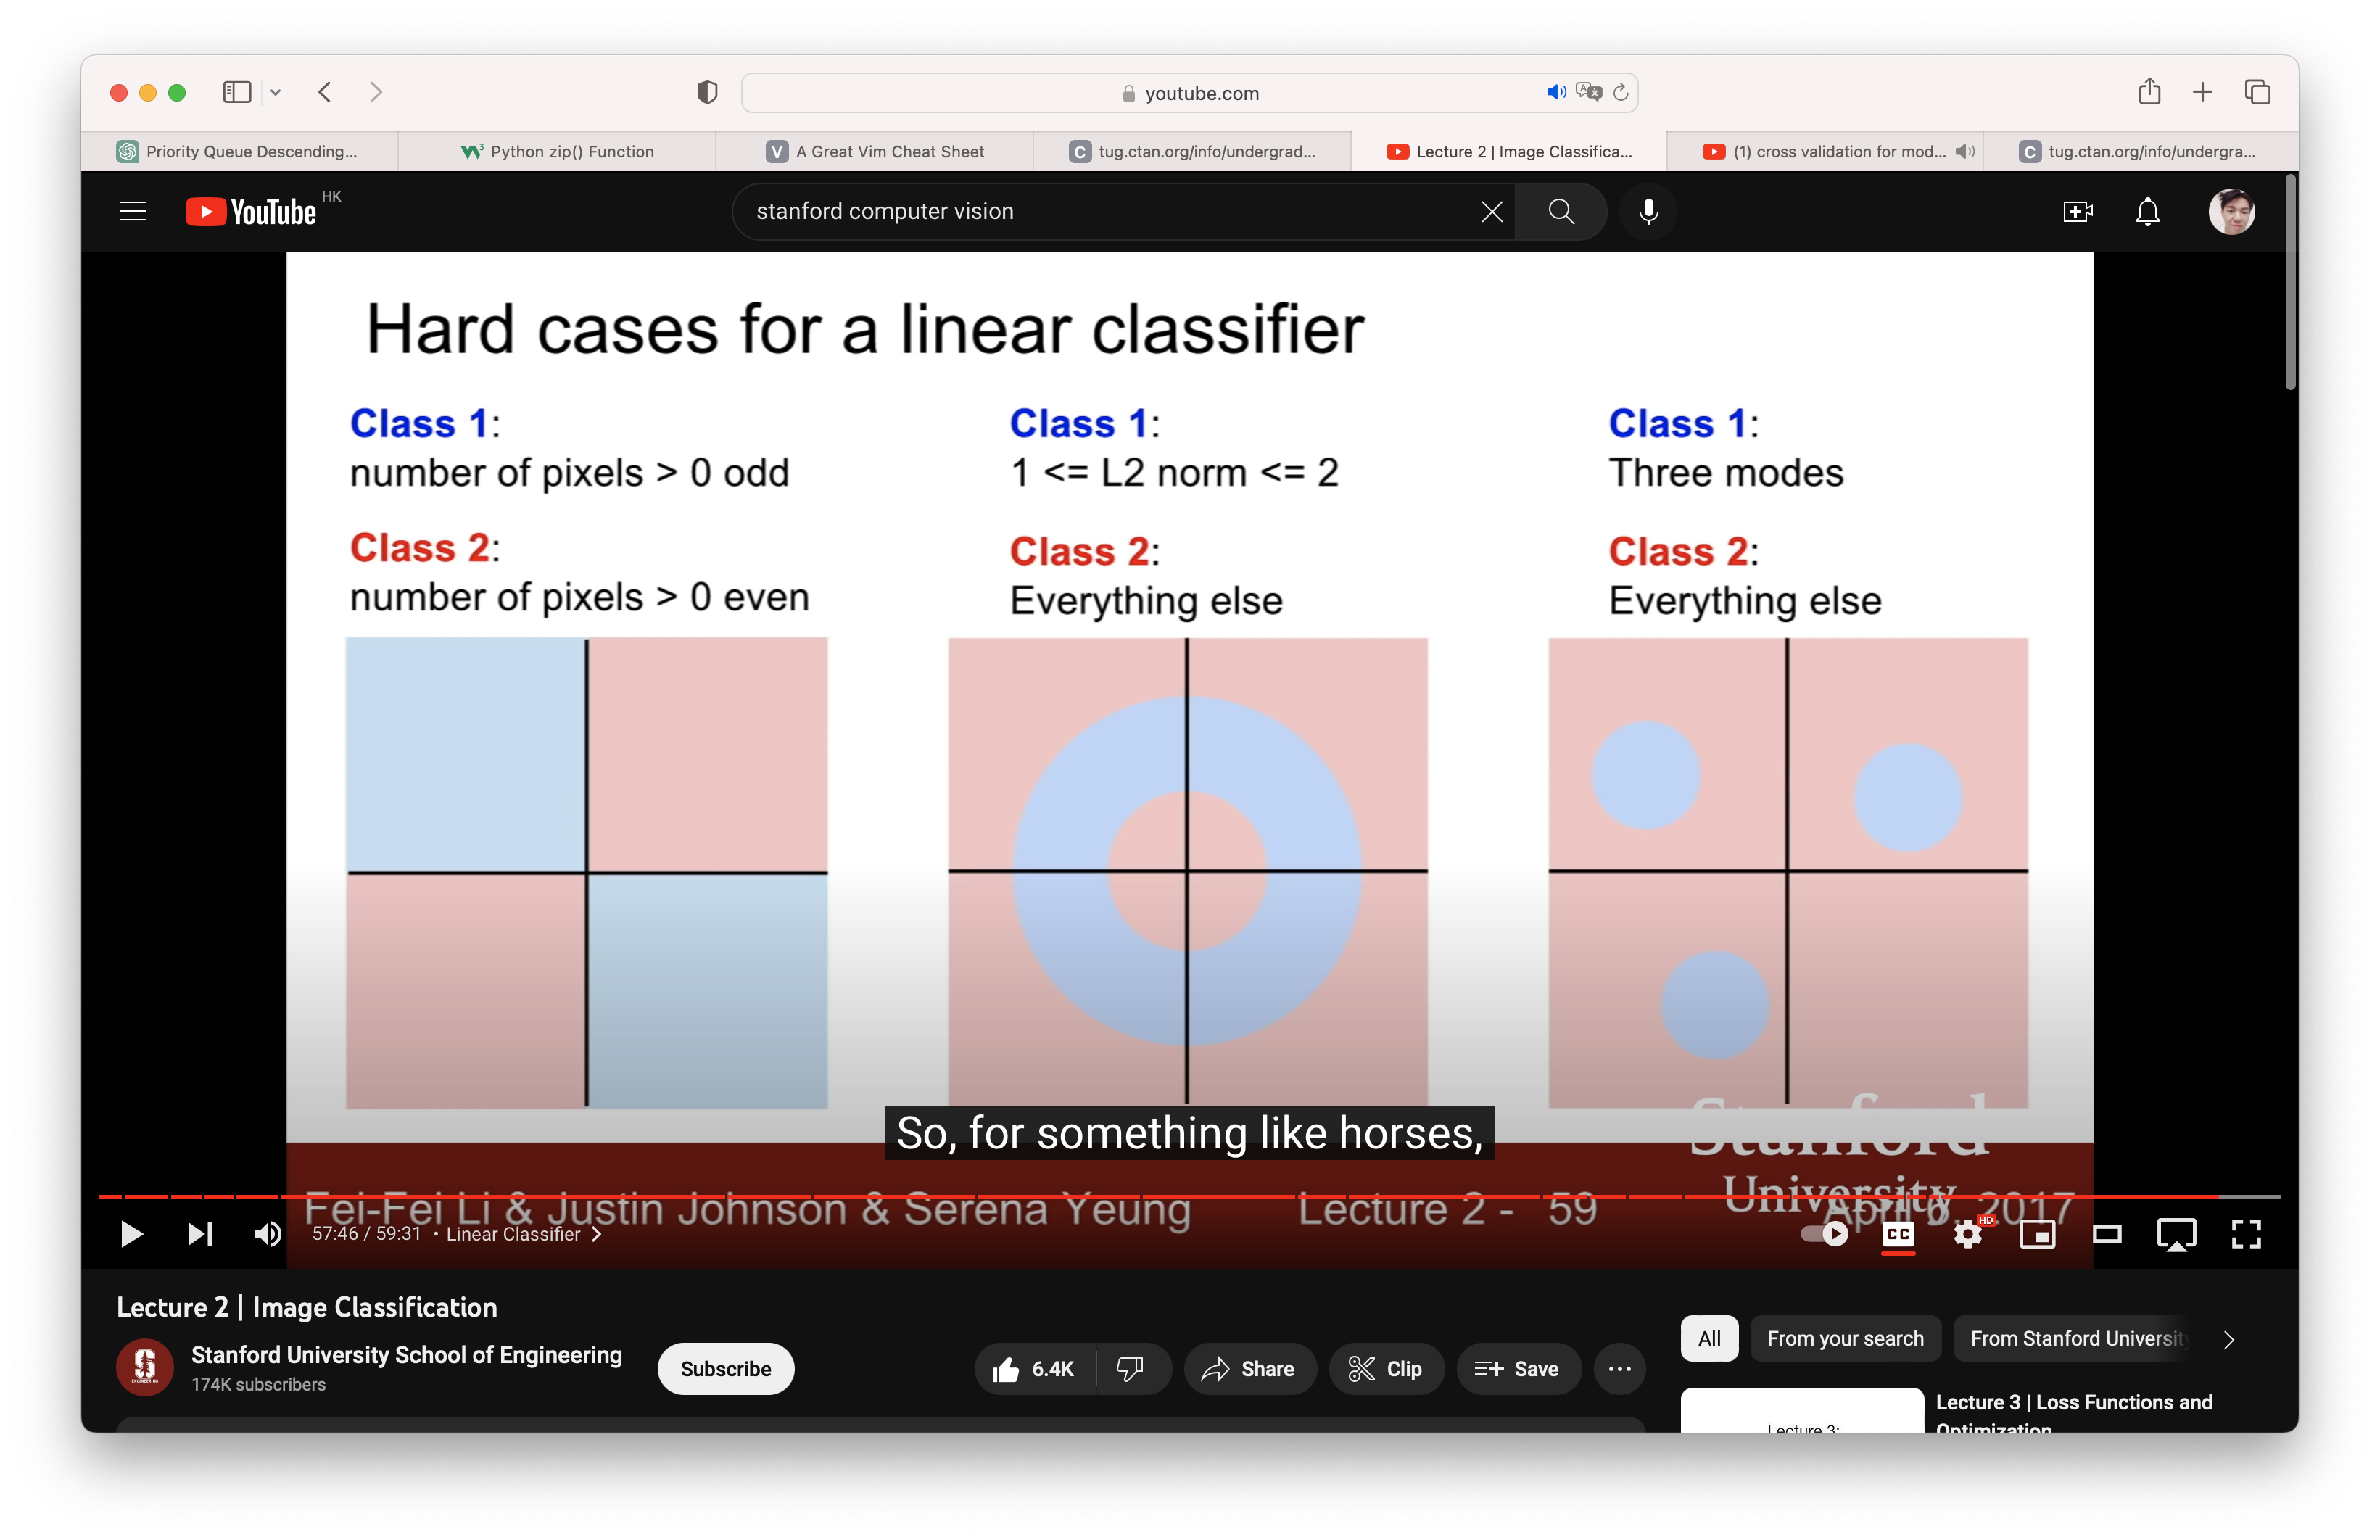 youtube.com
Priority Queue Descending...
Python zip() Function
V A Great Vim Cheat Sheet
C tug.ctan.org/info/undergrad...
Lecture 2 | Image Classifica...
(1) cross validation for mod...
C tug.ctan.org/info/undergra...
YouTube HK
stanford computer vision
Hard cases for a linear classifier
Class 1:
number of pixels > 0 odd
Class 2:
number of pixels > 0 even
Class 1:
1 <= L2 norm <= 2
Class 2:
Everything else
Class 1:
Three modes
Class 2:
Everything else
So, for something like horses,
Stanford
University
Fei-Fei Li & Justin Johnson & Serena Yeung
Lecture 2 - 59
April 6, 2017
57:46 / 59:31 • Linear Classifier
CC
HD
Lecture 2 | Image Classification
Stanford University School of Engineering
174K subscribers
Subscribe
6.4K
Share
Clip
Save
All
From your search
From Stanford University
Lecture 3:
Lecture 3 | Loss Functions and
Optimization